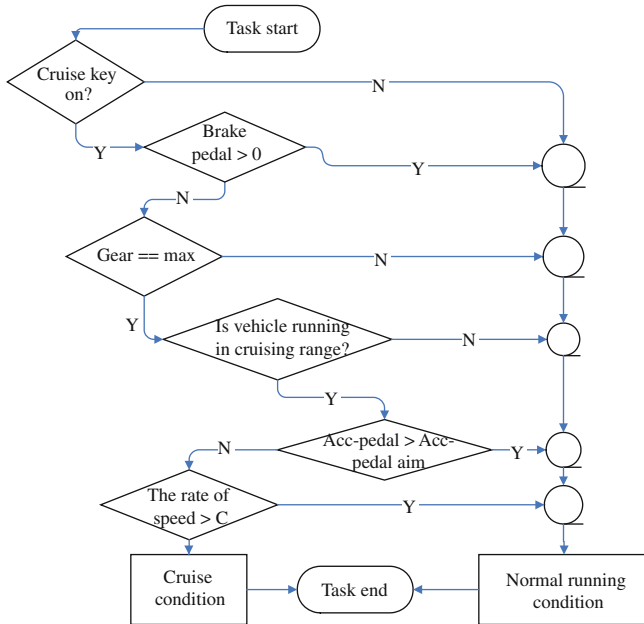 Task start
Cruise key
on?
N
Y
Brake
pedal > 0
Y
N
Gear == max
N
Y
Is vehicle running
in cruising range?
N
Y
Acc-pedal > Acc-
pedal aim
N
Y
The rate of
speed > C
Y
Cruise
condition
Task end
Normal running
condition